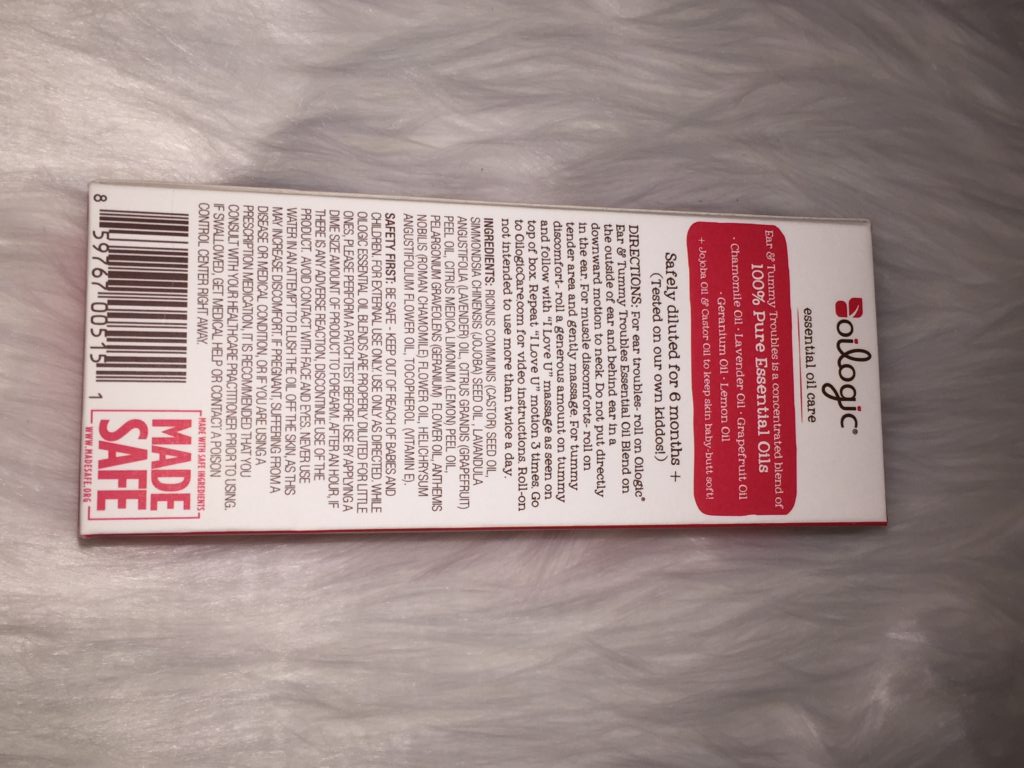 oilogic®
essential oil care
Ear & Tummy Troubles is a concentrated blend of
100% Pure Essential Oils
· Chamomile Oil · Lavender Oil · Grapefruit Oil
· Geranium Oil · Lemon Oil
+ Jojoba Oil & Castor Oil to keep skin baby-butt soft!
Safely diluted for 6 months +
(Tested on our own kiddos!)
DIRECTIONS: For ear troubles- roll on Oilogic®
Ear & Tummy Troubles Essential Oil Blend on
the outside of ear and behind ear in a
downward motion to neck. Do not put directly
in the ear. For muscle discomforts- roll on
tender area and gently massage. For tummy
discomfort- roll a generous amount on tummy
and follow with "I Love U" massage as seen on
top of box. Repeat "I Love U" motion 3 times. Go
to oilogiccare.com for video instructions. Roll-on
not intended to use more than twice a day.
INGREDIENTS: RICINUS COMMUNIS (CASTOR) SEED OIL,
SIMMONDSIA CHINENSIS (JOJOBA) SEED OIL, LAVANDULA
ANGUSTIFOLIA (LAVENDER) OIL, CITRUS GRANDIS (GRAPEFRUIT)
PEEL OIL, CITRUS MEDICA LIMONUM (LEMON) PEEL OIL,
PELARGONIUM GRAVEOLENS (GERANIUM) FLOWER OIL, ANTHEMIS
NOBILIS (ROMAN CHAMOMILE) FLOWER OIL, HELICHRYSUM
ANGUSTIFOLIUM FLOWER OIL, TOCOPHEROL (VITAMIN E).
SAFETY FIRST: BE SAFE - KEEP OUT OF REACH OF BABIES AND
CHILDREN. FOR EXTERNAL USE ONLY. USE ONLY AS DIRECTED. WHILE
OILOGIC ESSENTIAL OIL BLENDS ARE PROPERLY DILUTED FOR LITTLE
ONES, PLEASE PERFORM A PATCH TEST BEFORE USE BY APPLYING A
DIME SIZE AMOUNT OF PRODUCT TO FOREARM. AFTER AN HOUR, IF
THERE IS ANY ADVERSE REACTION, DISCONTINUE USE OF THE
PRODUCT. AVOID CONTACT WITH FACE AND EYES. NEVER USE
WATER IN AN ATTEMPT TO FLUSH THE OIL OFF THE SKIN, AS THIS
MAY INCREASE DISCOMFORT. IF PREGNANT, SUFFERING FROM A
DISEASE OR MEDICAL CONDITION, OR IF YOU ARE USING A
PRESCRIPTION MEDICATION, IT IS RECOMMENDED THAT YOU
CONSULT WITH YOUR HEALTHCARE PRACTITIONER PRIOR TO USING.
IF SWALLOWED, GET MEDICAL HELP OR CONTACT A POISON
CONTROL CENTER RIGHT AWAY.
8 59767 00515 1
MADE WITH SAFE INGREDIENTS
MADE
SAFE
WWW.MADESAFE.ORG